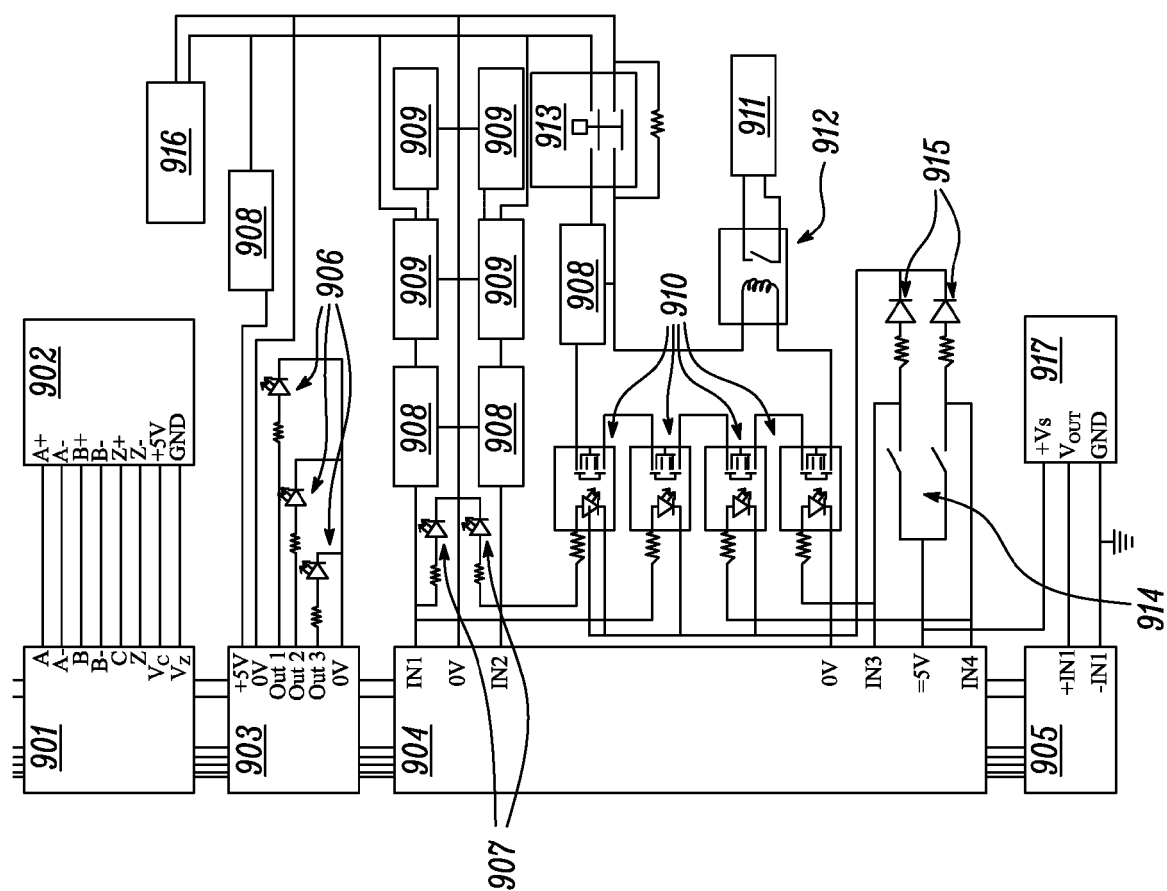 916
908
902
A+
A-
B+
B-
Z+
Z-
+5V
GND
A
A-
B
B-
C
Z
VC
VZ
901
906
+5V
0V
Out 1
Out 2
Out 3
0V
903
909
909
909
909
908
908
907
913
908
911
912
910
915
914
IN1
0V
IN2
0V
IN3
=5V
IN4
904
917
+Vs
VOUT
GND
+IN1
-IN1
905